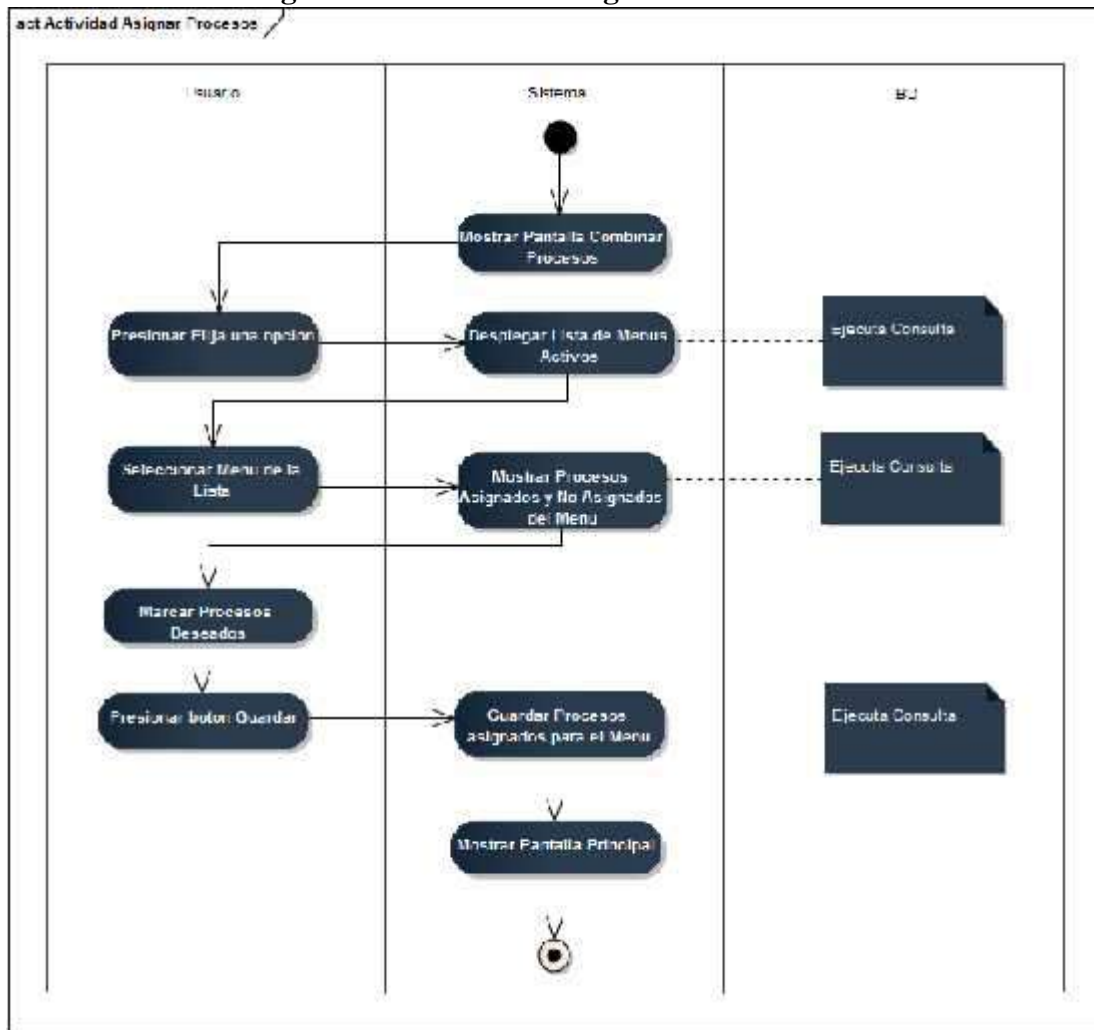 act Actividad Asignar Procesos
Usuario
Sistema
BD
Mostrar Pantalla Combinar
Procesos
Presionar Elija una opcion
Desplegar Lista de Menus
Activos
Ejecuta Consulta
Seleccionar Menu de la
Lista
Mostrar Procesos
Asignados y No Asignados
del Menu
Ejecuta Consulta
Marcar Procesos
Deseados
Presionar boton Guardar
Guardar Procesos
asignados para el Menu
Ejecuta Consulta
Mostrar Pantalla Principal